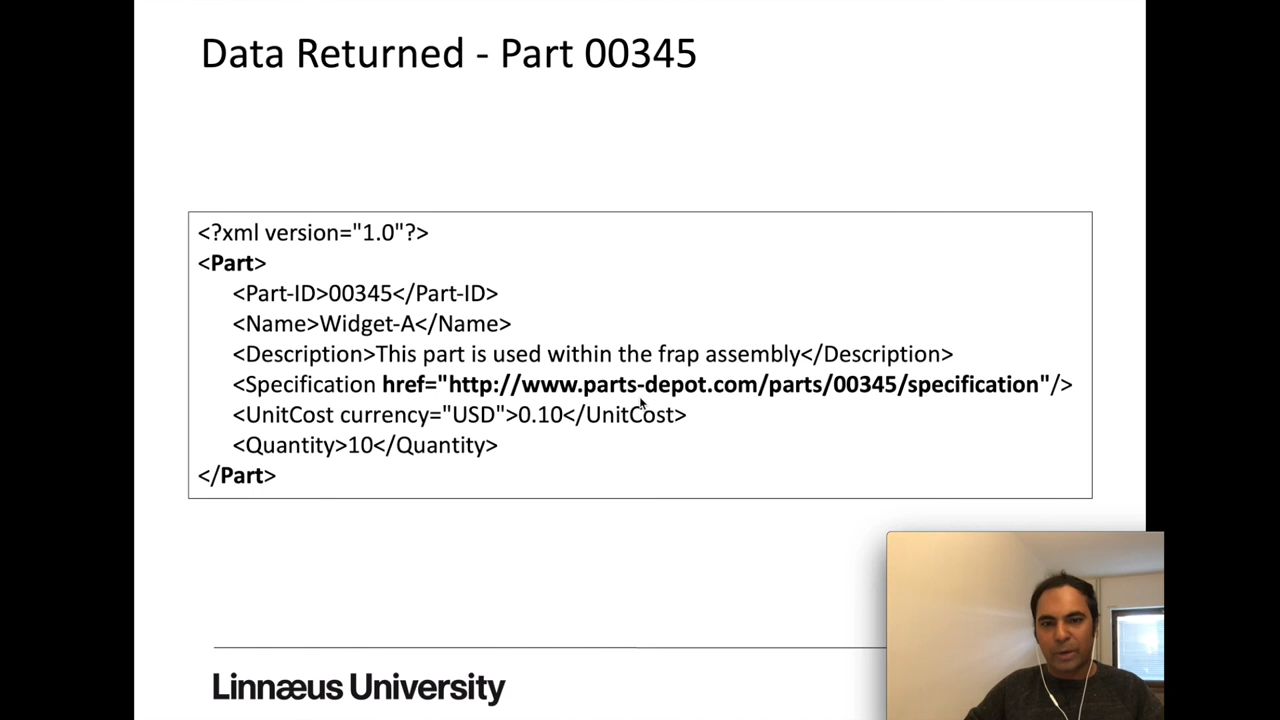 Data Returned - Part 00345
<?xml version="1.0"?>
<Part>
<Part-ID>00345</Part-ID>
<Name>Widget-A</Name>
<Description>This part is used within the frap assembly</Description>
<Specification href="http://www.parts-depot.com/parts/00345/specification"/>
<UnitCost currency="USD">0.10</UnitCost>
<Quantity>10</Quantity>
</Part>
Linnæus University